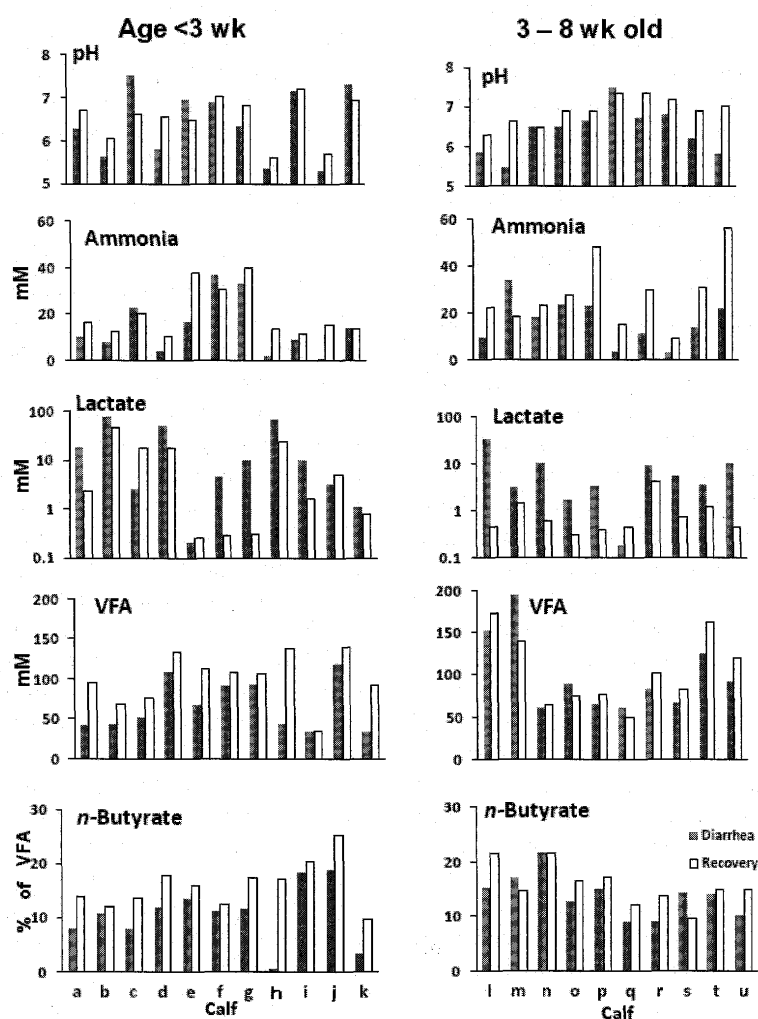 Age <3 wk
pH
8
7
6
5
Ammonia
mM
60
40
20
0
Lactate
mM
100
10
1
0.1
VFA
mM
200
150
100
50
0
n-Butyrate
% of VFA
30
20
10
0
a b c d e f g h i j k
Calf
3 – 8 wk old
pH
8
7
6
5
Ammonia
60
40
20
0
Lactate
100
10
1
0.1
VFA
200
150
100
50
0
n-Butyrate
30
20
10
0
Diarrhea
Recovery
l m n o p q r s t u
Calf